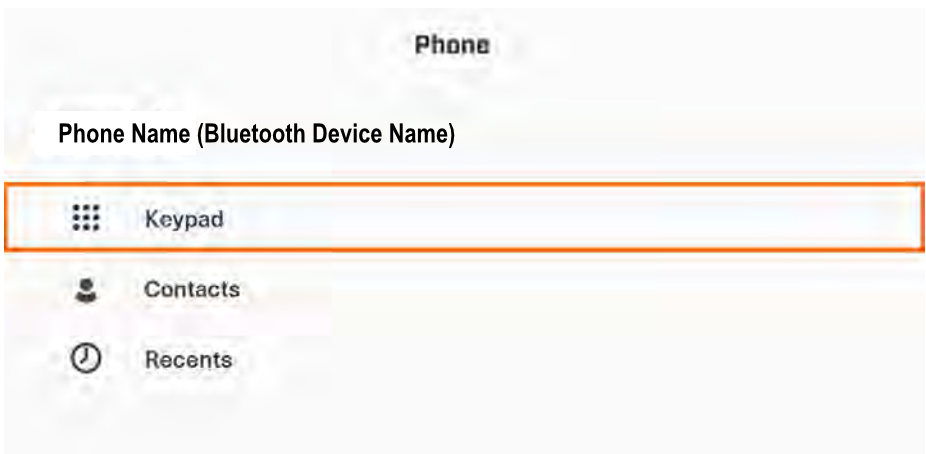 Phone
Phone Name (Bluetooth Device Name)
Keypad
Contacts
Recents